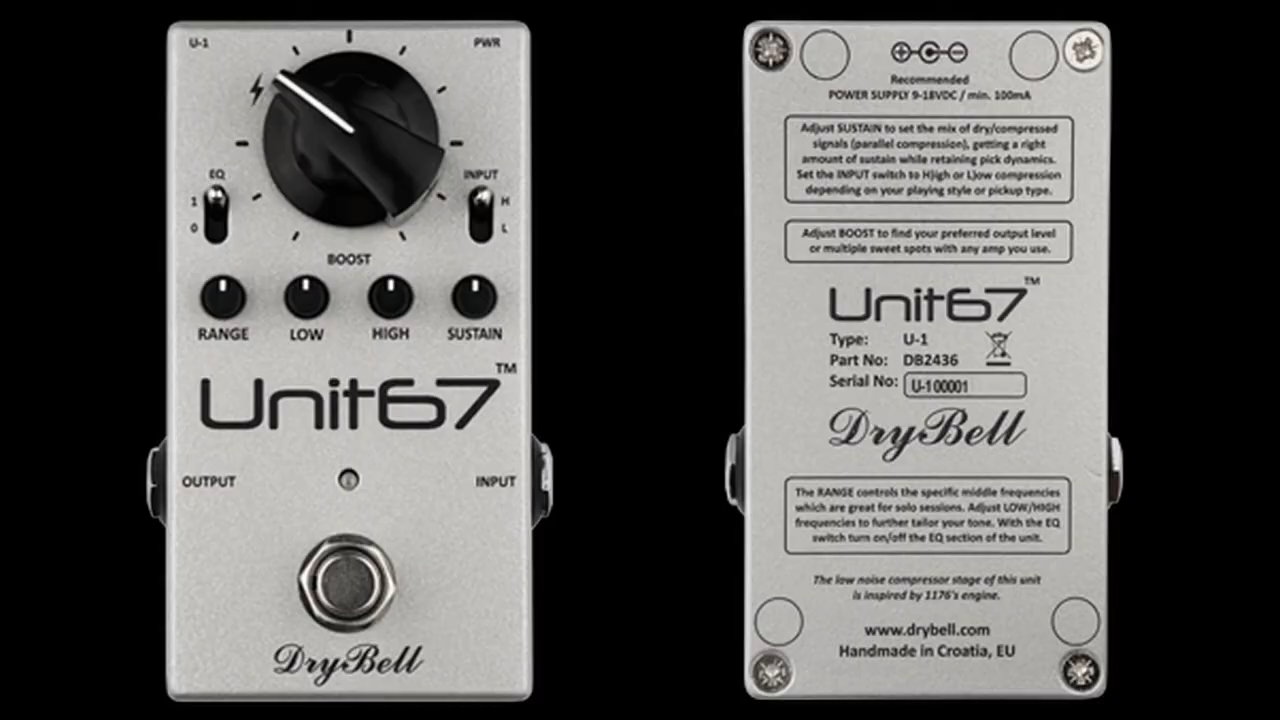 U-1
PWR
EQ
1
0
INPUT
H
L
BOOST
RANGE
LOW
HIGH
SUSTAIN
Unit67™
OUTPUT
INPUT
DryBell
Recommended
POWER SUPPLY 9-18VDC / min. 100mA
Adjust SUSTAIN to set the mix of dry/compressed
signals (parallel compression), getting a right
amount of sustain while retaining pick dynamics.
Set the INPUT switch to H)igh or L)ow compression
depending on your playing style or pickup type.
Adjust BOOST to find your preferred output level
or multiple sweet spots with any amp you use.
Unit67™
Type: U-1
Part No: DB2436
Serial No: U-100001
DryBell
The RANGE controls the specific middle frequencies
which are great for solo sessions. Adjust LOW/HIGH
frequencies to further tailor your tone. With the EQ
switch turn on/off the EQ section of the unit.
The low noise compressor stage of this unit
is inspired by 1176's engine.
www.drybell.com
Handmade in Croatia, EU